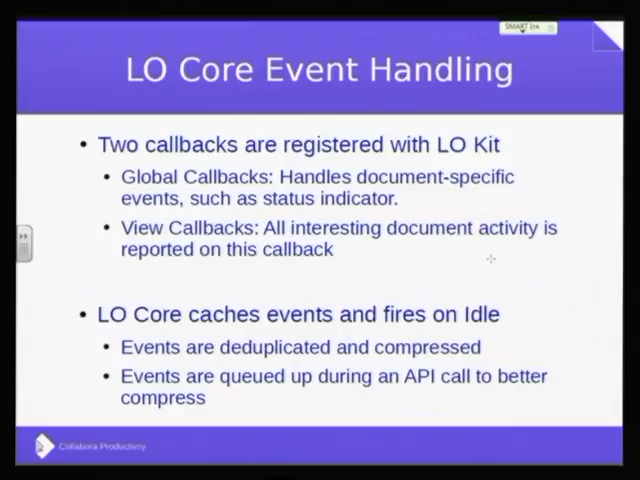 SMART Ink
LO Core Event Handling
• Two callbacks are registered with LO Kit
• Global Callbacks: Handles document-specific
events, such as status indicator.
• View Callbacks: All interesting document activity is
reported on this callback
• LO Core caches events and fires on Idle
• Events are deduplicated and compressed
• Events are queued up during an API call to better
compress
Collabora Productivity